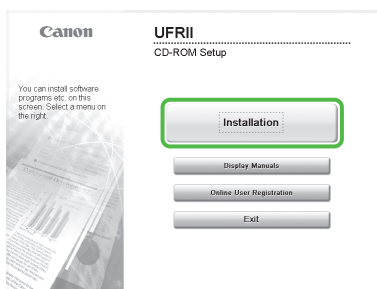 Canon
UFRII
CD-ROM Setup
You can install software
programs etc. on this
screen. Select a menu on
the right.
Installation
Display Manuals
Online User Registration
Exit